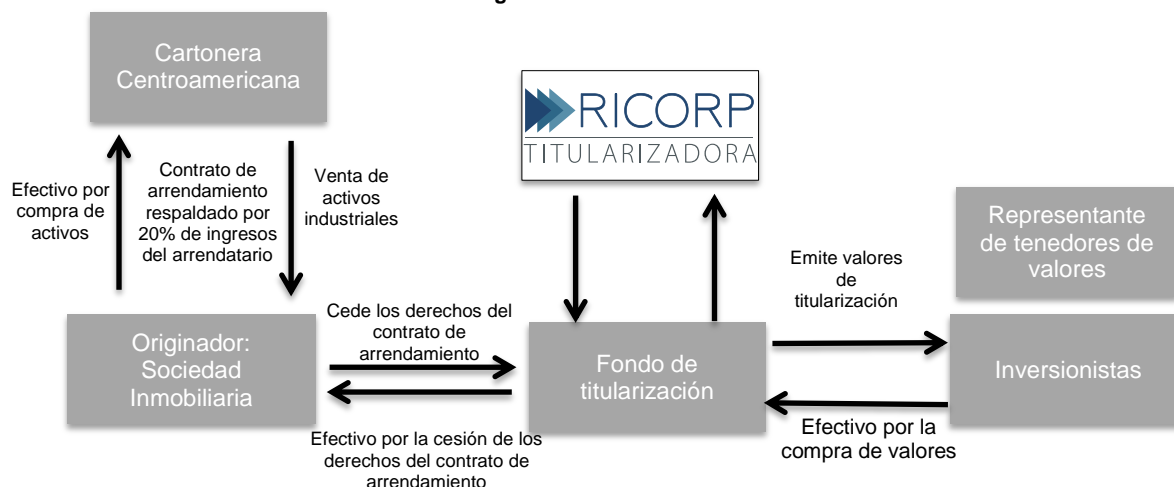 Cartonera
Centroamericana
RICORP
TITULARIZADORA
Efectivo por
compra de
activos
Contrato de
arrendamiento
respaldado por
20% de ingresos
del arrendatario
Venta de
activos
industriales
Representante
de tenedores de
valores
Emite valores
de
titularización
Originador:
Sociedad
Inmobiliaria
Cede los derechos del
contrato de
arrendamiento
Fondo de
titularización
Inversionistas
Efectivo por la cesión de los
derechos del contrato de
arrendamiento
Efectivo por la
compra de valores